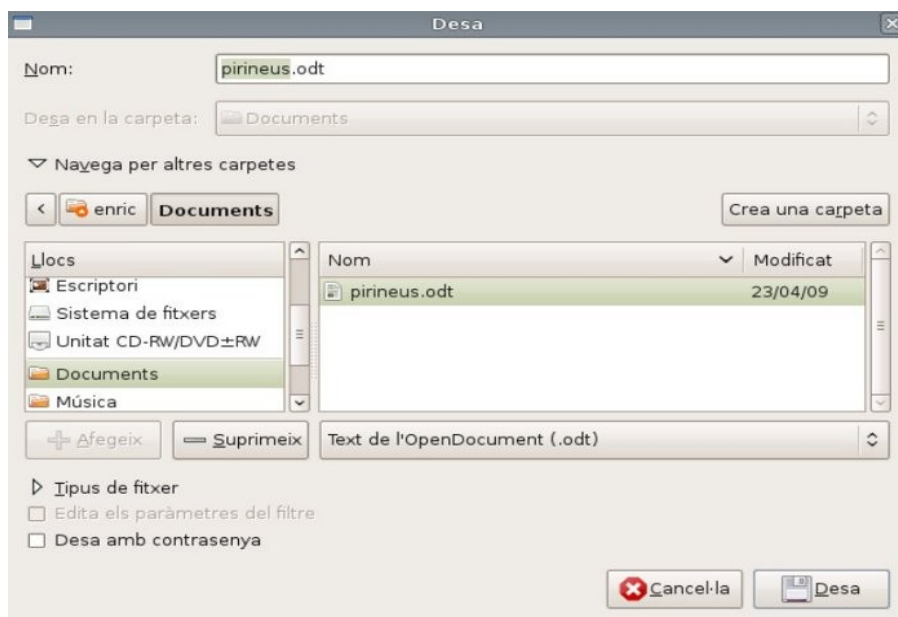 Desa
Nom: pirineus.odt
Desa en la carpeta: Documents
Navega per altres carpetes
enric Documents Crea una carpeta
Llocs Nom Modificat
Escriptori pirineus.odt 23/04/09
Sistema de fitxers
Unitat CD-RW/DVD±RW
Documents
Música
Afegeix Suprimeix Text de l'OpenDocument (.odt)
Tipus de fitxer
Edita els paràmetres del filtre
Desa amb contrasenya
Cancel·la Desa